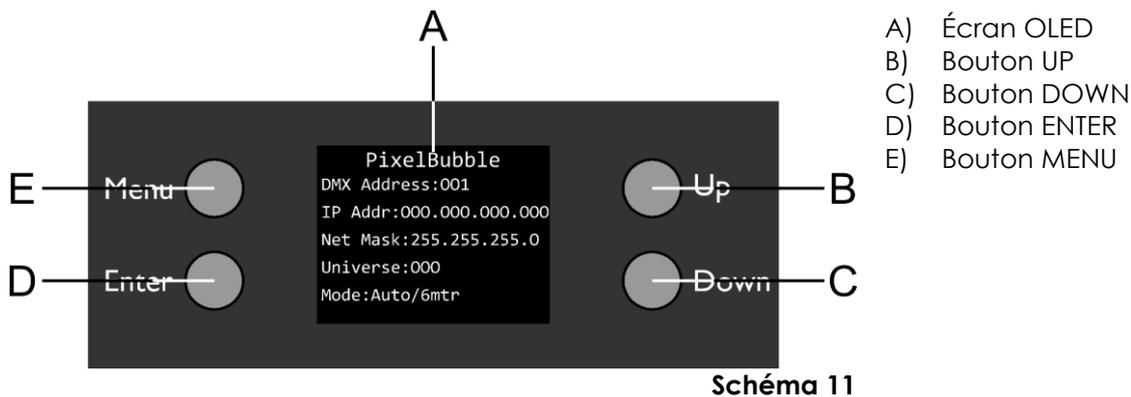 A
A) Écran OLED
B) Bouton UP
C) Bouton DOWN
D) Bouton ENTER
E) Bouton MENU
PixelBubble
DMX Address:001
IP Addr:000.000.000.000
Net Mask:255.255.255.0
Universe:000
Mode:Auto/6mtr
E Menu
D Enter
Up B
Down C
Schéma 11